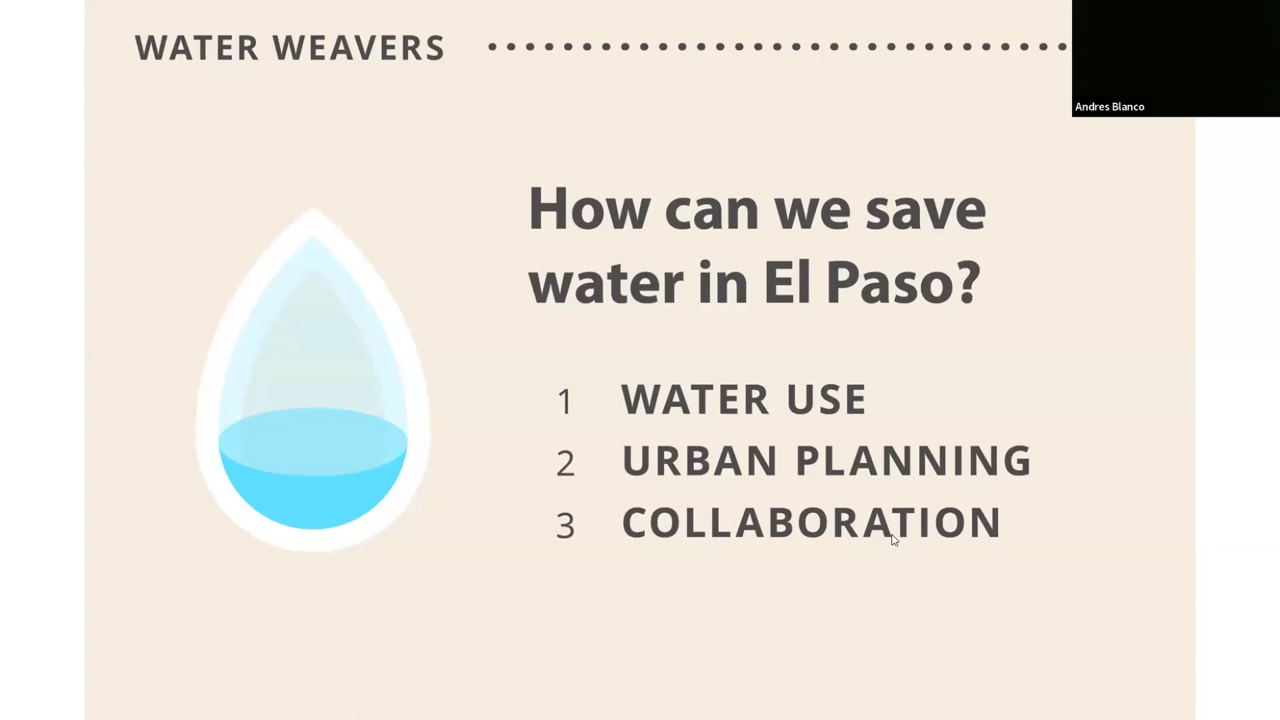 WATER WEAVERS
Andres Blanco
How can we save
water in El Paso?
1 WATER USE
2 URBAN PLANNING
3 COLLABORATION